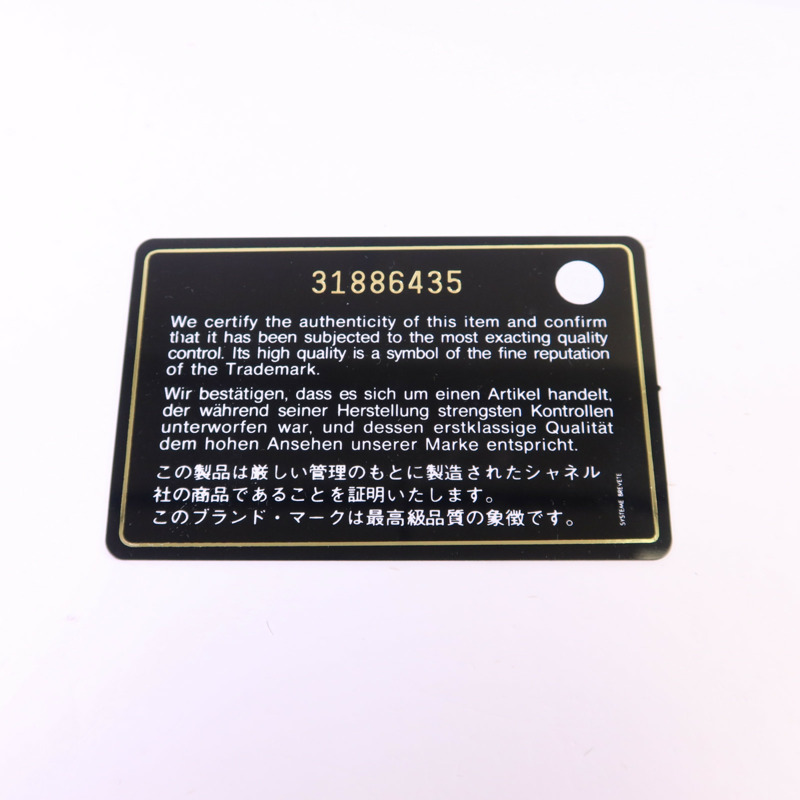 31886435
We certify the authenticity of this item and confirm
that it has been subjected to the most exacting quality
control. Its high quality is a symbol of the fine reputation
of the Trademark.
Wir bestätigen, dass es sich um einen Artikel handelt,
der während seiner Herstellung strengsten Kontrollen
unterworfen war, und dessen erstklassige Qualität
dem hohen Ansehen unserer Marke entspricht.
この製品は厳しい管理のもとに製造されたシャネル
社の商品であることを証明いたします。
このブランド・マークは最高級品質の象徴です。
SYSTEME BREVETE